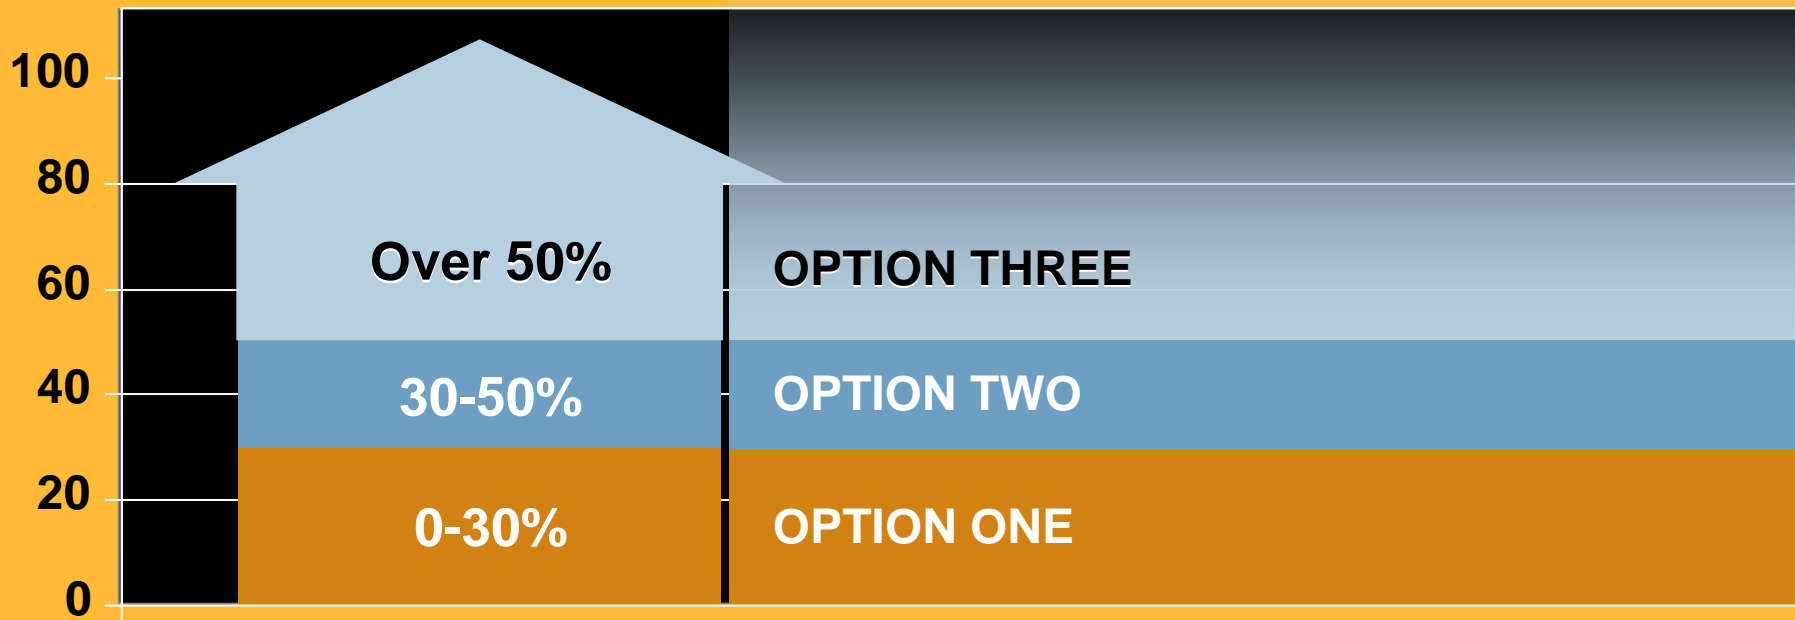 100
80
Over 50%
OPTION THREE
60
40
30-50%
OPTION TWO
20
0-30%
OPTION ONE
0